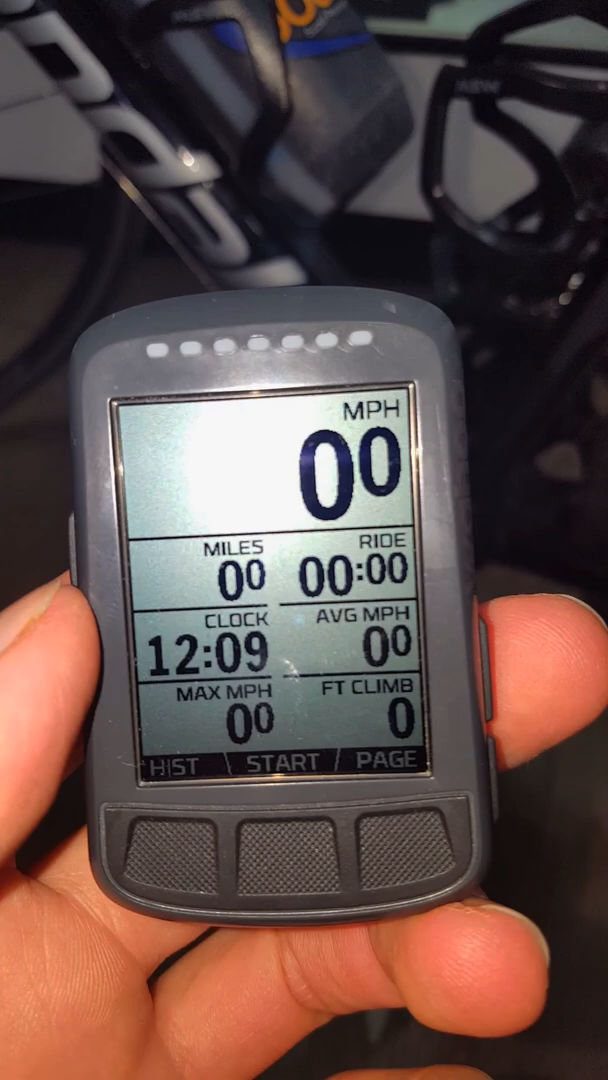 MPH
00
MILES RIDE
00 00:00
CLOCK AVG MPH
12:09 00
MAX MPH FT CLIMB
00 0
HIST START PAGE